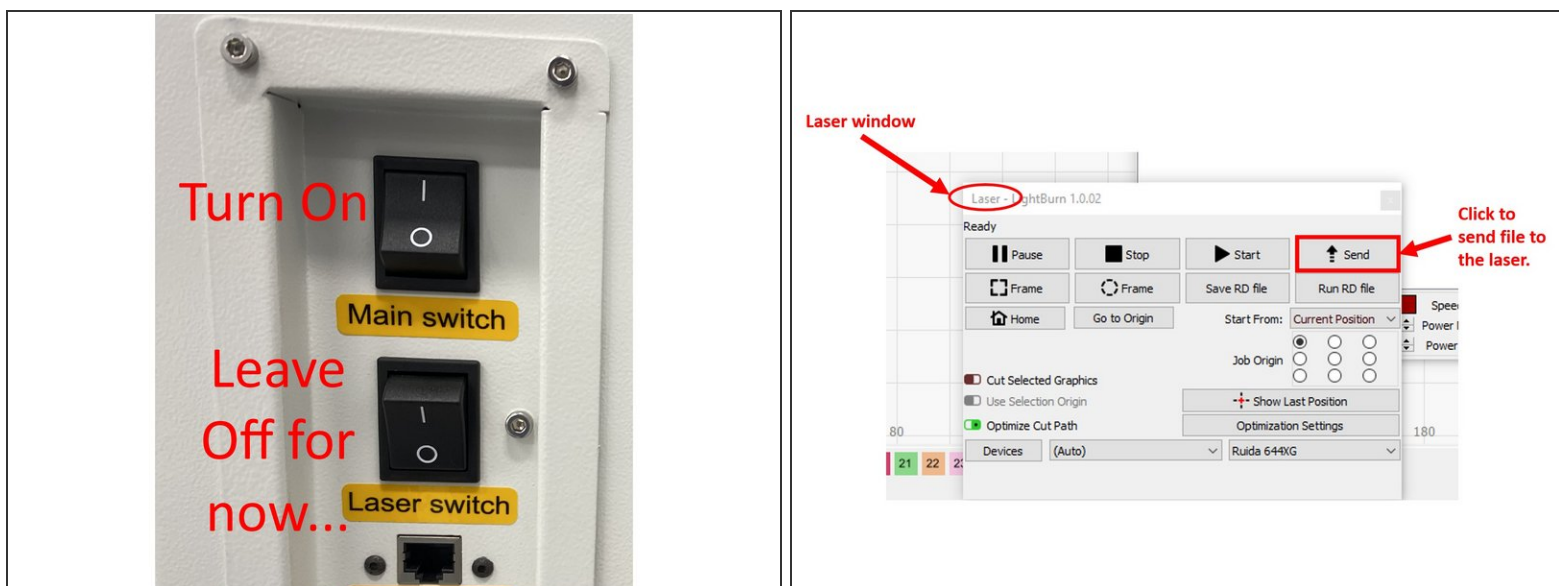 Turn On
Main switch
Leave
Off for
now...
Laser switch
Laser window
Laser - LightBurn 1.0.02
Ready
Pause
Stop
Start
Send
Click to
send file to
the laser.
Frame
Frame
Save RD file
Run RD file
Home
Go to Origin
Start From:
Current Position
Power
Job Origin
Cut Selected Graphics
Use Selection Origin
Show Last Position
Optimize Cut Path
Optimization Settings
80
180
Devices
(Auto)
Ruida 644XG
21
22